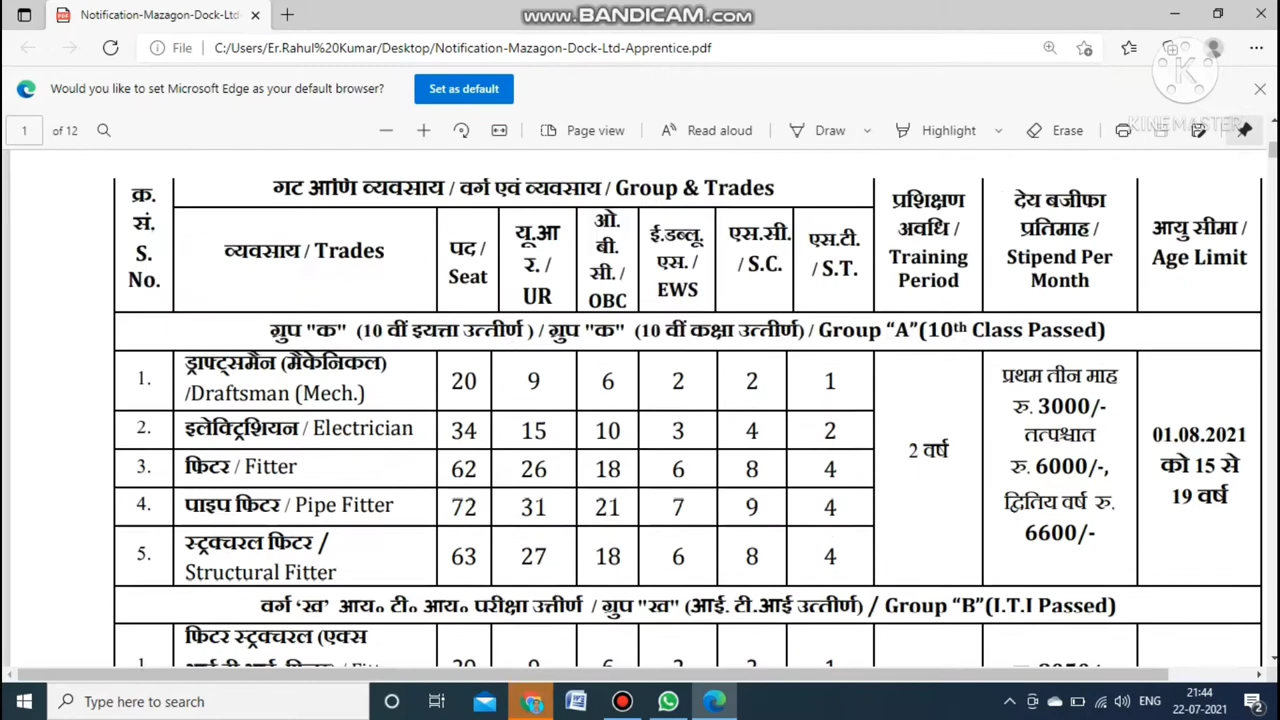 Notification-Mazagon-Dock-Ltd-
www.BANDICAM.com
File
C:/Users/Er.Rahul%20Kumar/Desktop/Notification-Mazagon-Dock-Ltd-Apprentice.pdf
Would you like to set Microsoft Edge as your default browser?
Set as default
K
KINEMASTER
1 of 12
Page view
Read aloud
Draw
Highlight
Erase
क्र. सं. S. No.
गट आणि व्यवसाय / वर्ग एवं व्यवसाय / Group & Trades
व्यवसाय / Trades
पद / Seat
यू.आर. / UR
ओ. बी. सी. / OBC
ई.डब्लू. एस. / EWS
एस.सी. / S.C.
एस.टी. / S.T.
प्रशिक्षण अवधि / Training Period
देय बजीफा प्रतिमाह / Stipend Per Month
आयु सीमा / Age Limit
ग्रुप "क" (10 वीं इयत्ता उत्तीर्ण ) / ग्रुप "क" (10 वीं कक्षा उत्तीर्ण) / Group “A”(10th Class Passed)
1. ड्राफ्ट्समैन (मैकेनिकल) /Draftsman (Mech.) 20 9 6 2 2 1
2. इलेक्ट्रिशियन / Electrician 34 15 10 3 4 2
3. फिटर / Fitter 62 26 18 6 8 4
4. पाइप फिटर / Pipe Fitter 72 31 21 7 9 4
5. स्ट्रक्चरल फिटर / Structural Fitter 63 27 18 6 8 4
2 वर्ष
प्रथम तीन माह
रु. 3000/-
तत्पश्चात
रु. 6000/-,
द्वितिय वर्ष रु.
6600/-
01.08.2021
को 15 से
19 वर्ष
वर्ग ‘ख’ आय० टी० आय० परीक्षा उत्तीर्ण / ग्रुप "ख" (आई. टी.आई उत्तीर्ण) / Group “B”(I.T.I Passed)
फिटर स्ट्रक्चरल (एक्स
Type here to search
ENG
21:44
22-07-2021
2